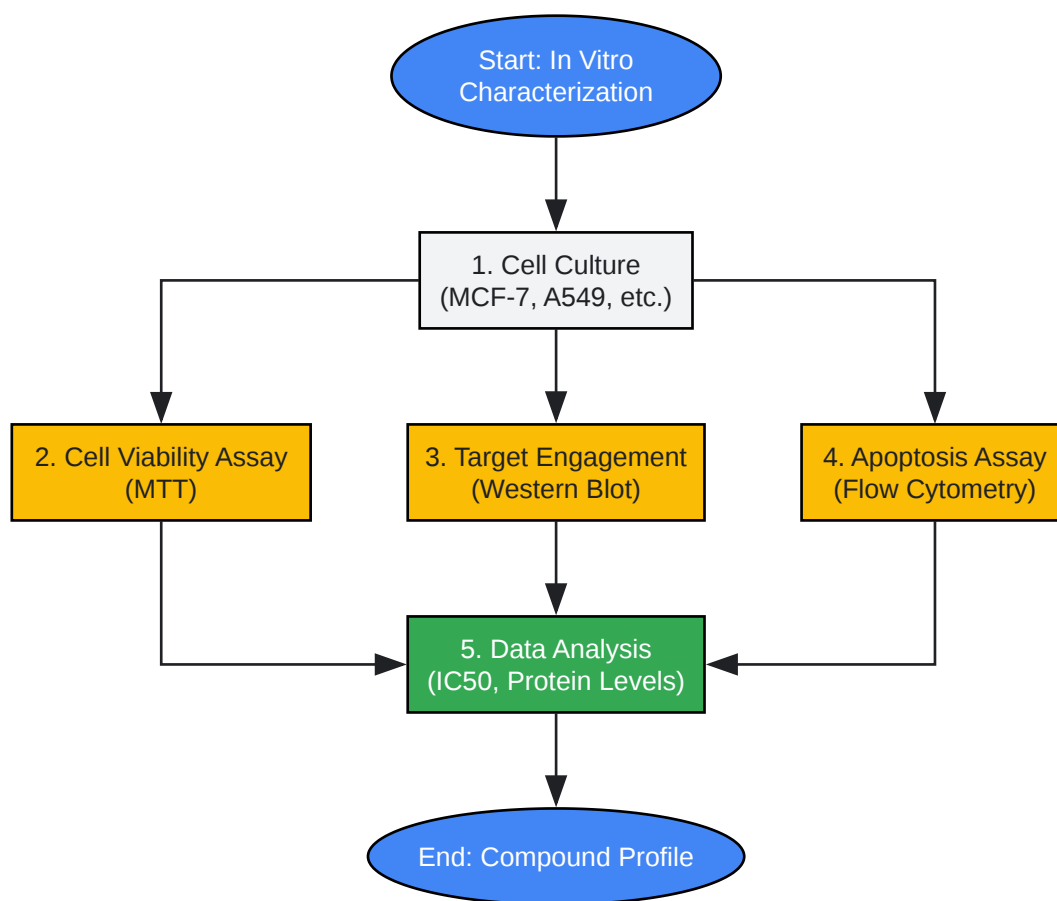 Start: In Vitro
Characterization
1. Cell Culture
(MCF-7, A549, etc.)
2. Cell Viability Assay
(MTT)
3. Target Engagement
(Western Blot)
4. Apoptosis Assay
(Flow Cytometry)
5. Data Analysis
(IC50, Protein Levels)
End: Compound Profile